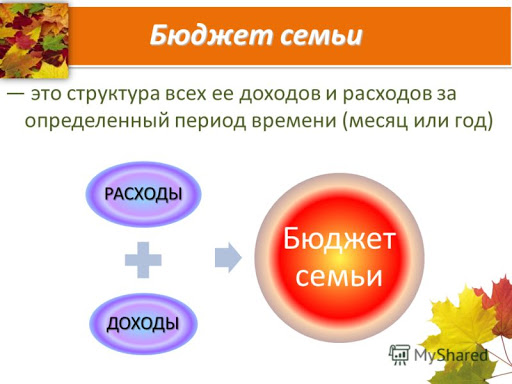 Бюджет семьи
— это структура всех ее доходов и расходов за
определенный период времени (месяц или год)
РАСХОДЫ
ДОХОДЫ
Бюджет
семьи
MyShared